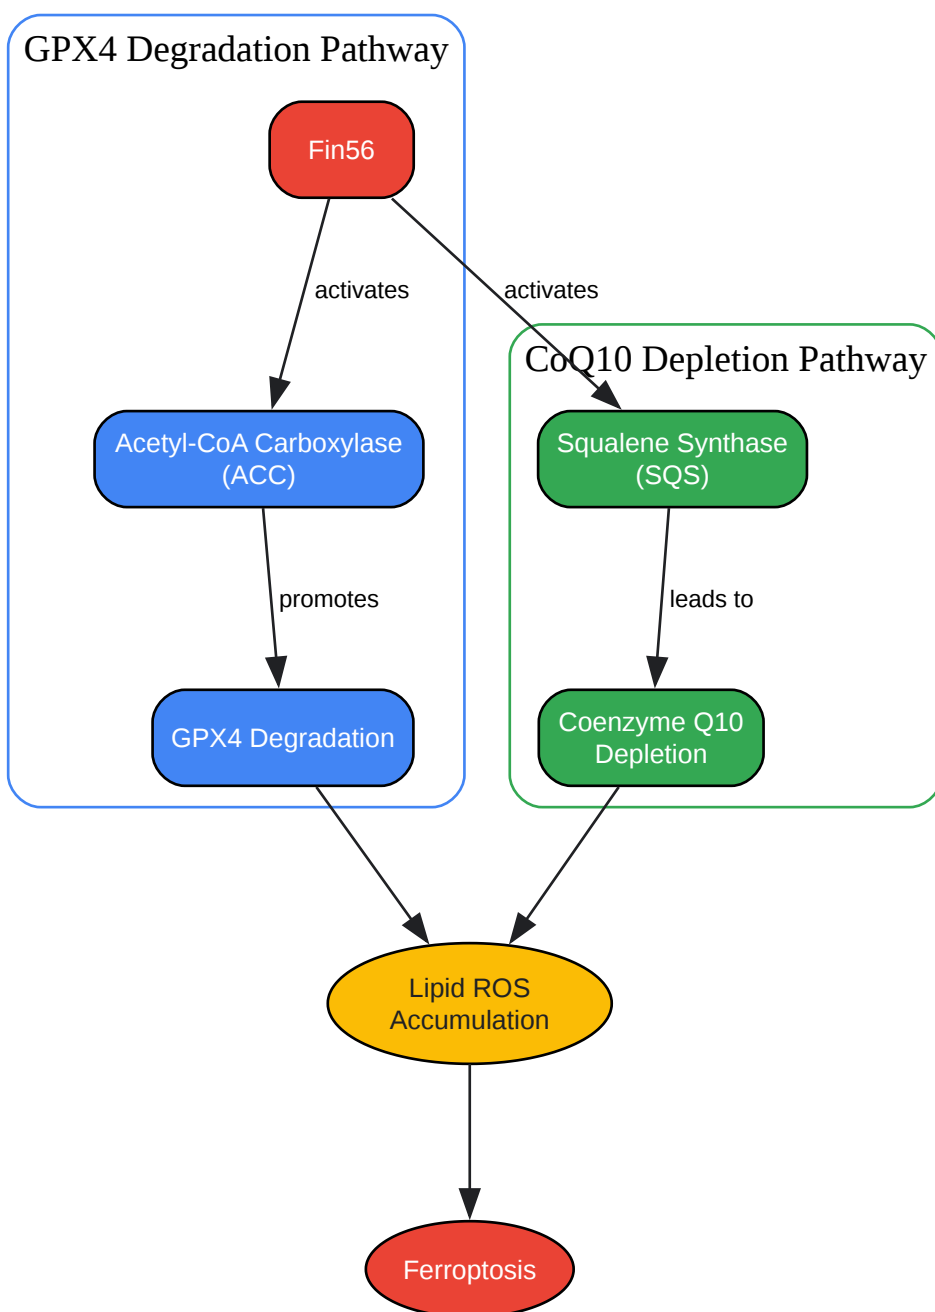 GPX4 Degradation Pathway
Fin56
activates
activates
CoQ10 Depletion Pathway
Acetyl-CoA Carboxylase
(ACC)
Squalene Synthase
(SQS)
promotes
leads to
GPX4 Degradation
Coenzyme Q10
Depletion
Lipid ROS
Accumulation
Ferroptosis